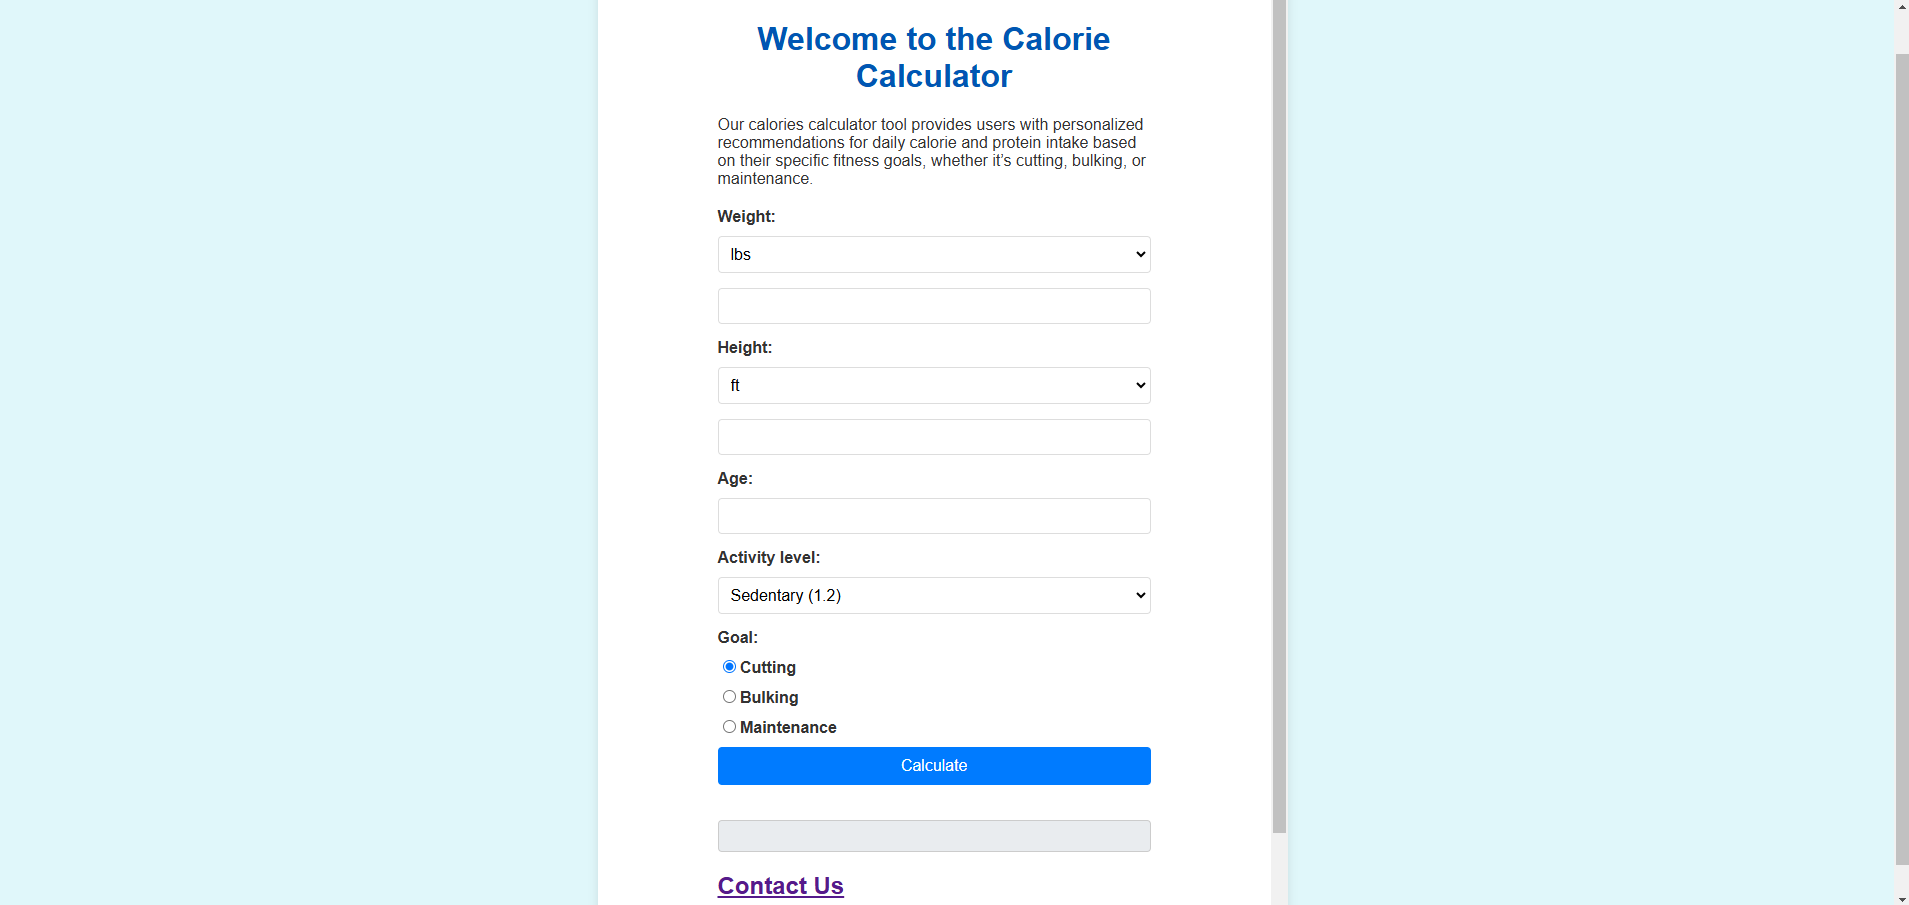 Welcome to the Calorie
Calculator
Our calories calculator tool provides users with personalized
recommendations for daily calorie and protein intake based
on their specific fitness goals, whether it’s cutting, bulking, or
maintenance.
Weight:
lbs
Height:
ft
Age:
Activity level:
Sedentary (1.2)
Goal:
Cutting
Bulking
Maintenance
Calculate
Contact Us